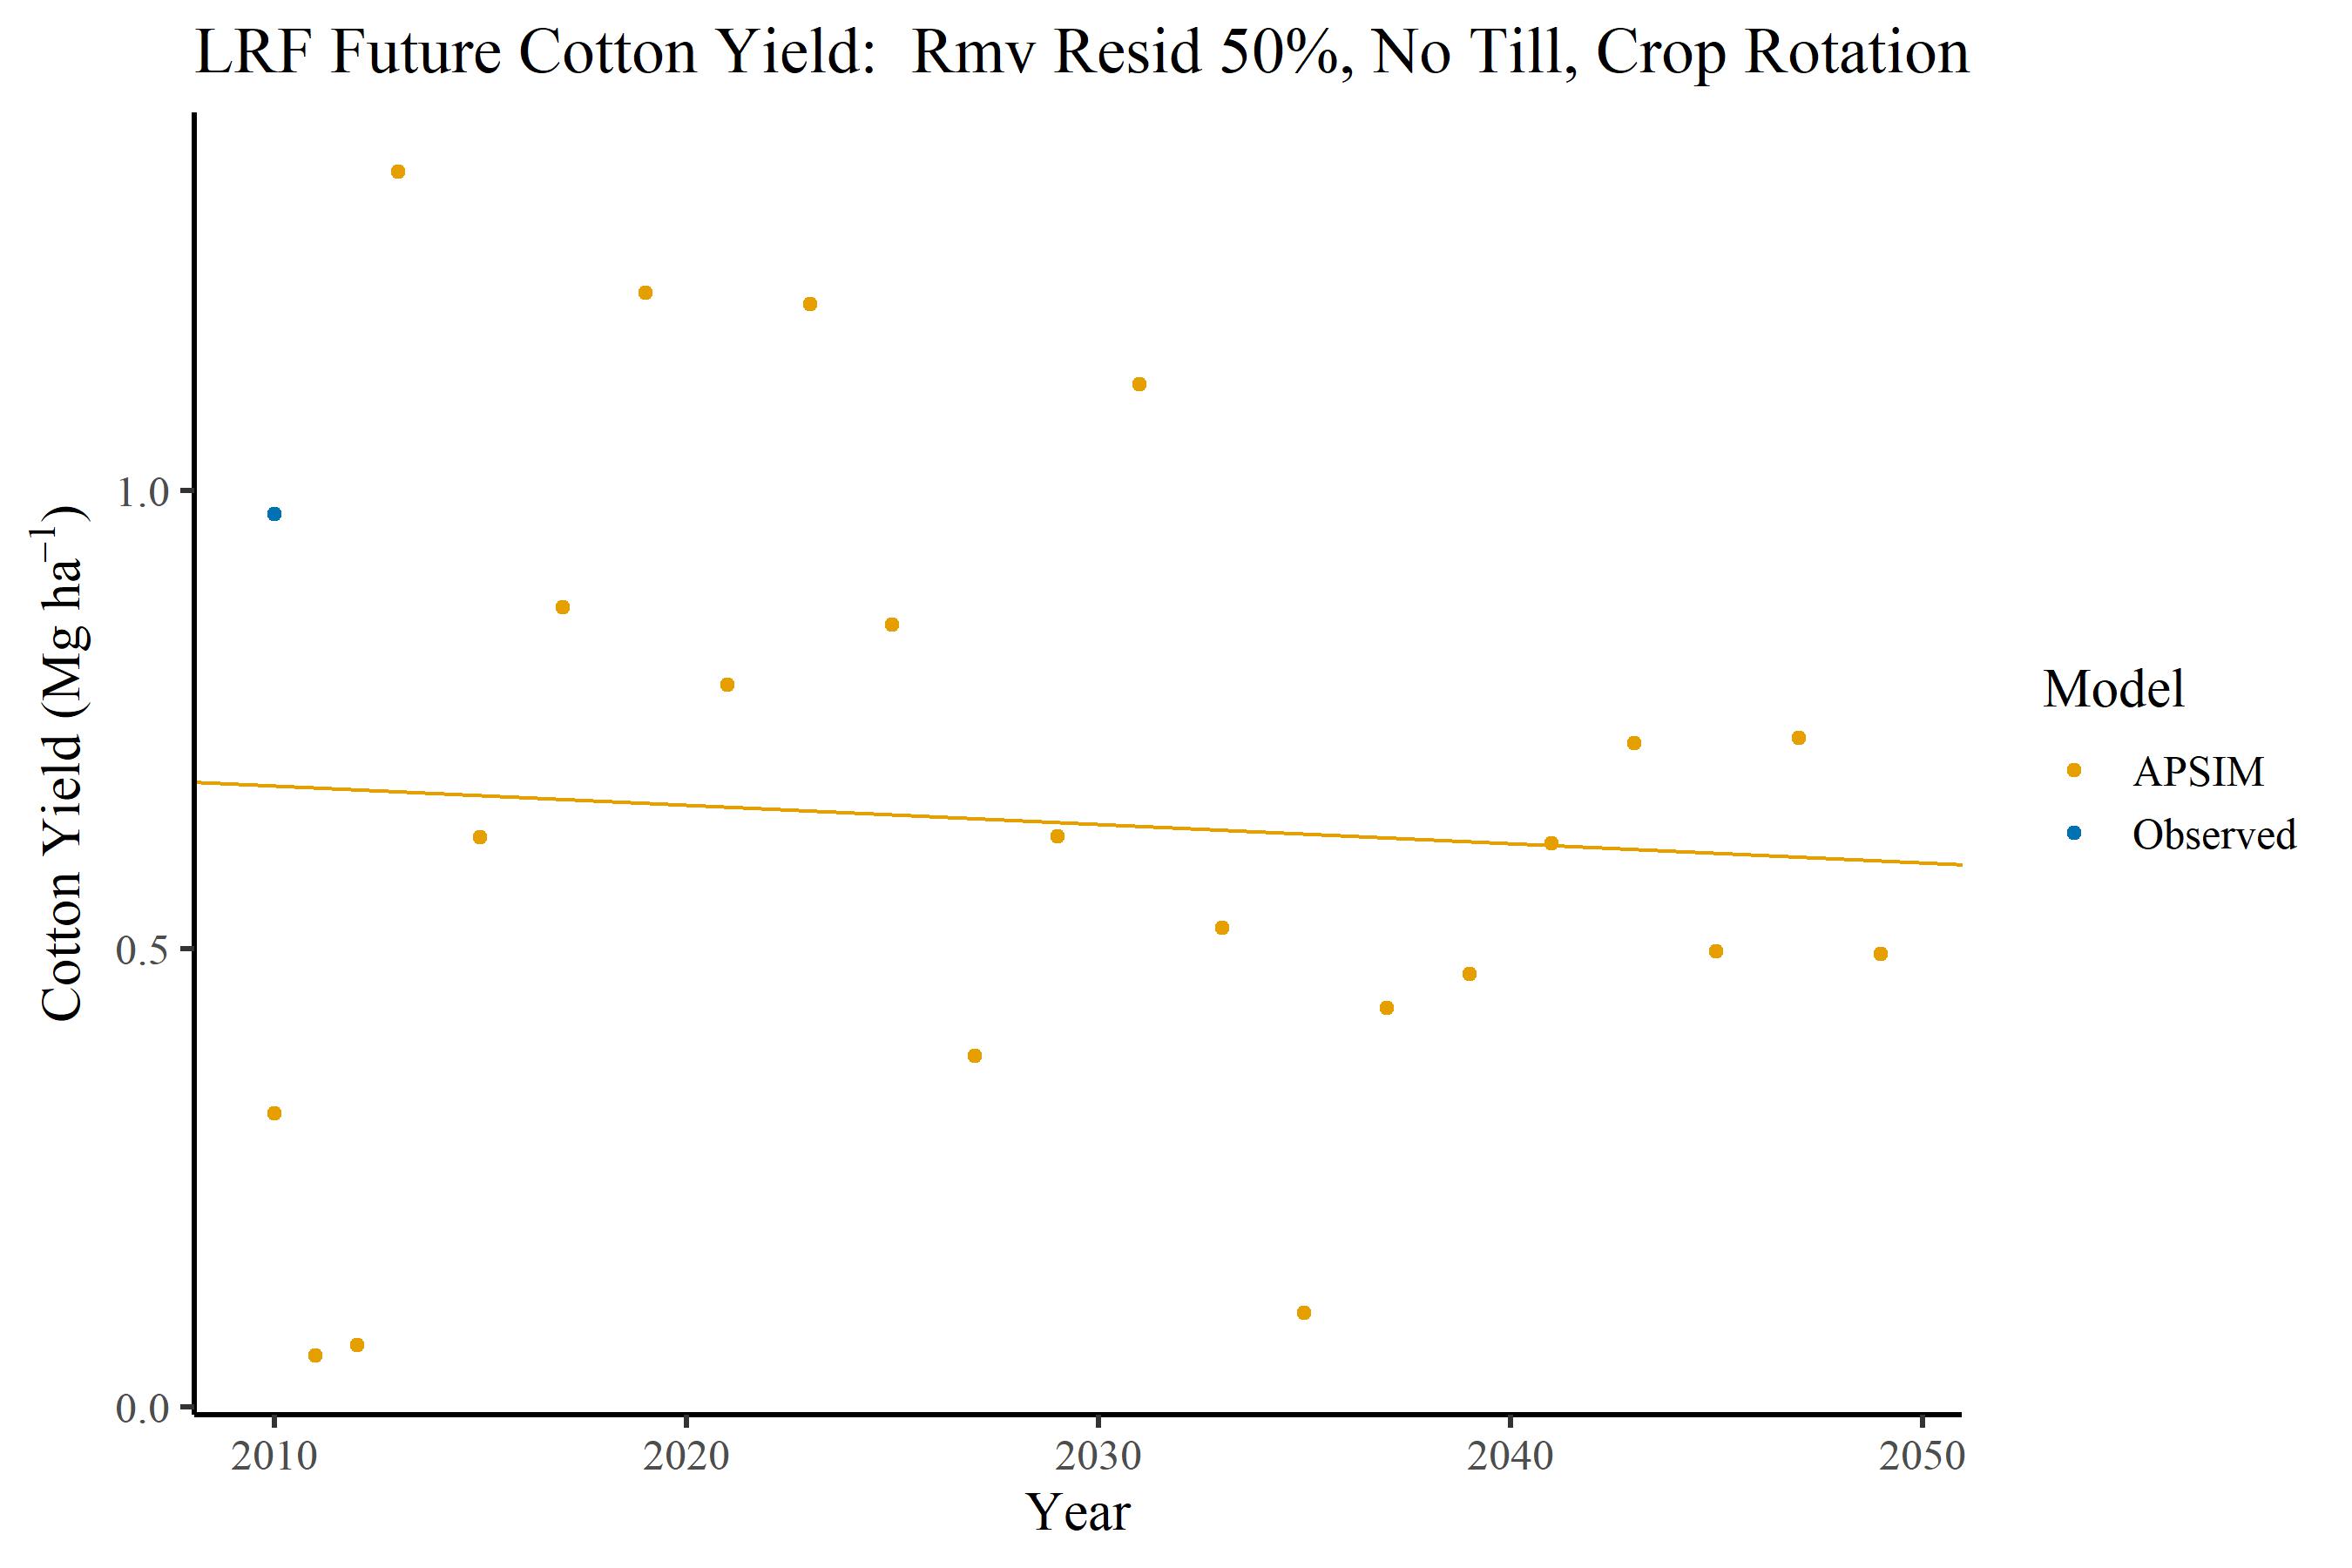 LRF Future Cotton Yield:  Rmv Resid 50%, No Till, Crop Rotation
Cotton Yield (Mg ha⁻¹)
1.0
0.5
0.0
2010 2020 2030 2040 2050
Year
Model
APSIM
Observed